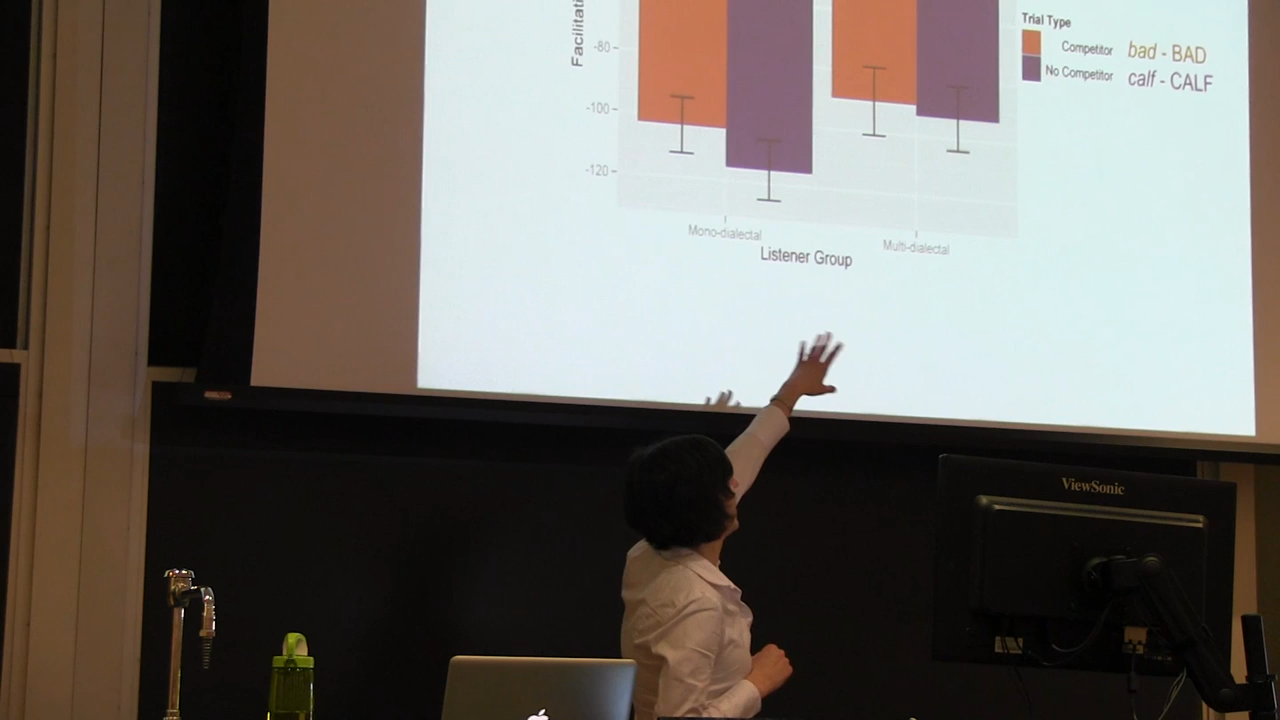 Facilitati
-80
-100
-120
Mono-dialectal
Multi-dialectal
Listener Group
Trial Type
Competitor bad - BAD
No Competitor calf - CALF
ViewSonic